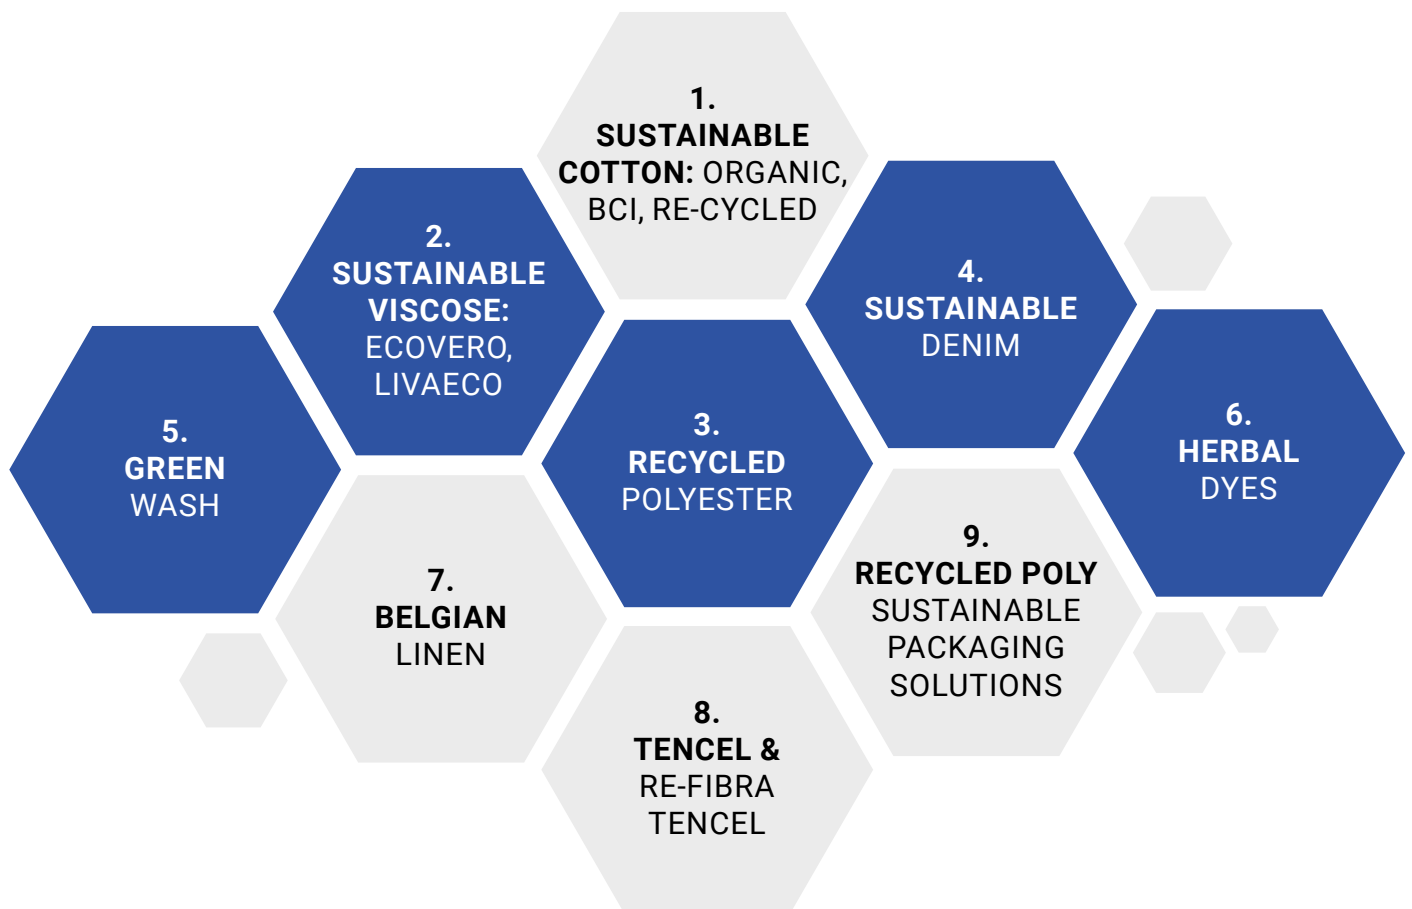 1.
SUSTAINABLE
COTTON: ORGANIC,
BCI, RE-CYCLED
2.
SUSTAINABLE
VISCOSE:
ECOVERO,
LIVAECO
3.
RECYCLED
POLYESTER
4.
SUSTAINABLE
DENIM
5.
GREEN
WASH
6.
HERBAL
DYES
7.
BELGIAN
LINEN
8.
TENCEL &
RE-FIBRA
TENCEL
9.
RECYCLED POLY
SUSTAINABLE
PACKAGING
SOLUTIONS